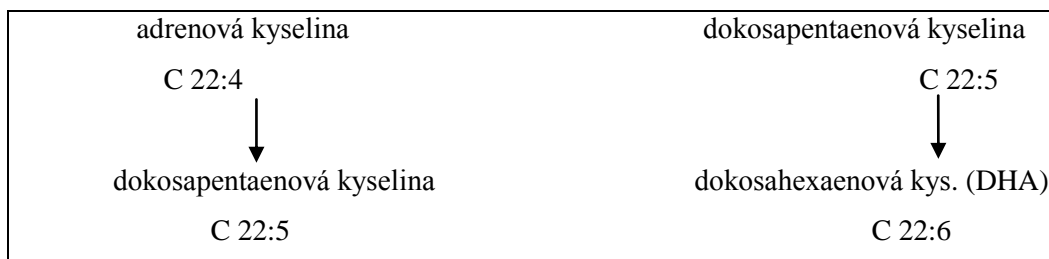 adrenová kyselina dokosapentaenová kyselina
C 22:4 C 22:5
dokosapentaenová kyselina dokosahexaenová kys. (DHA)
C 22:5 C 22:6